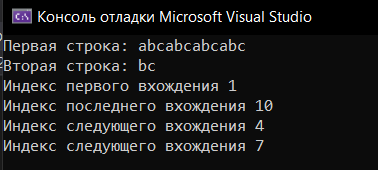 Консоль отладки Microsoft Visual Studio
Первая строка: abcabcabcabc
Вторая строка: bc
Индекс первого вхождения 1
Индекс последнего вхождения 10
Индекс следующего вхождения 4
Индекс следующего вхождения 7